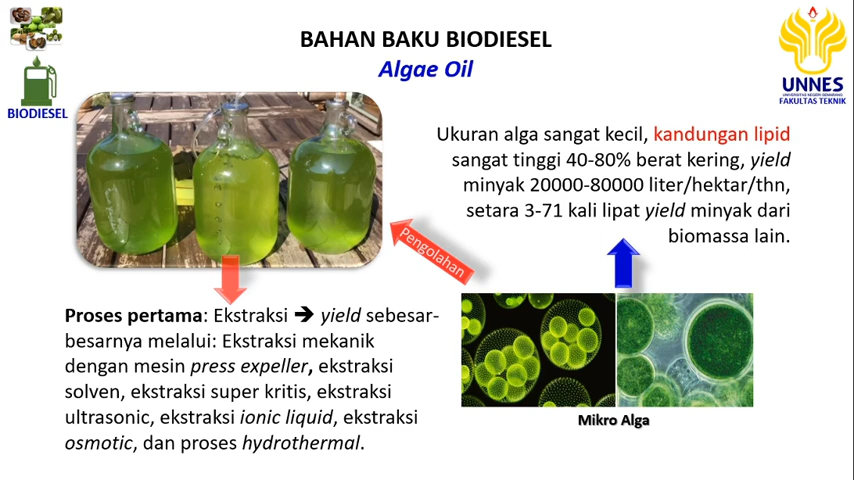 BAHAN BAKU BIODIESEL
Algae Oil
BIODIESEL
UNNES
UNIVERSITAS NEGERI SEMARANG
FAKULTAS TEKNIK
Ukuran alga sangat kecil, kandungan lipid
sangat tinggi 40-80% berat kering, yield
minyak 20000-80000 liter/hektar/thn,
setara 3-71 kali lipat yield minyak dari
biomassa lain.
Pengolahan
Proses pertama: Ekstraksi ➔ yield sebesar-
besarnya melalui: Ekstraksi mekanik
dengan mesin press expeller, ekstraksi
solven, ekstraksi super kritis, ekstraksi
ultrasonic, ekstraksi ionic liquid, ekstraksi
osmotic, dan proses hydrothermal.
Mikro Alga